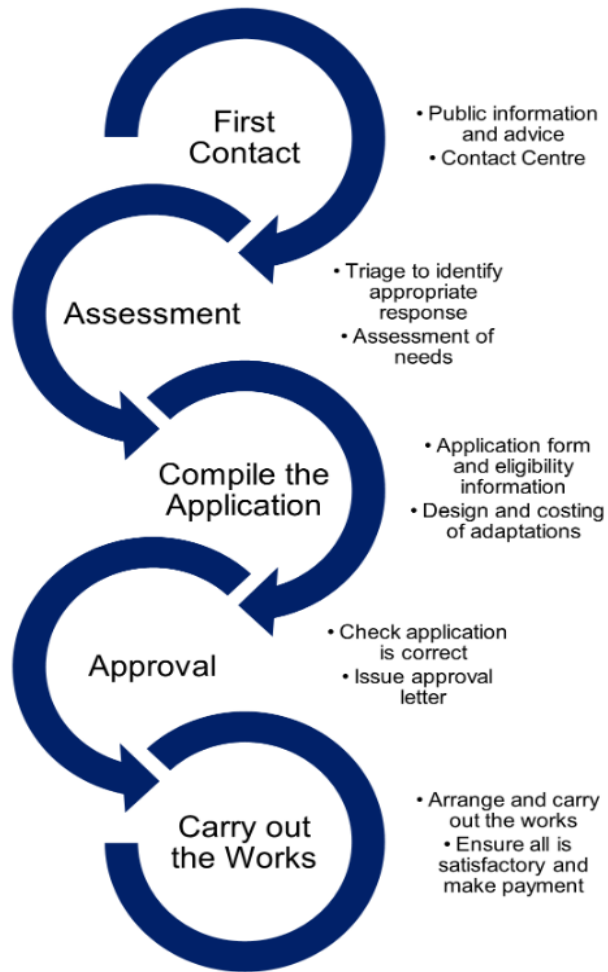 First
Contact
• Public information
and advice
• Contact Centre
Assessment
• Triage to identify
appropriate
response
• Assessment of
needs
Compile the
Application
• Application form
and eligibility
information
• Design and costing
of adaptations
Approval
• Check application
is correct
• Issue approval
letter
Carry out
the Works
• Arrange and carry
out the works
• Ensure all is
satisfactory and
make payment